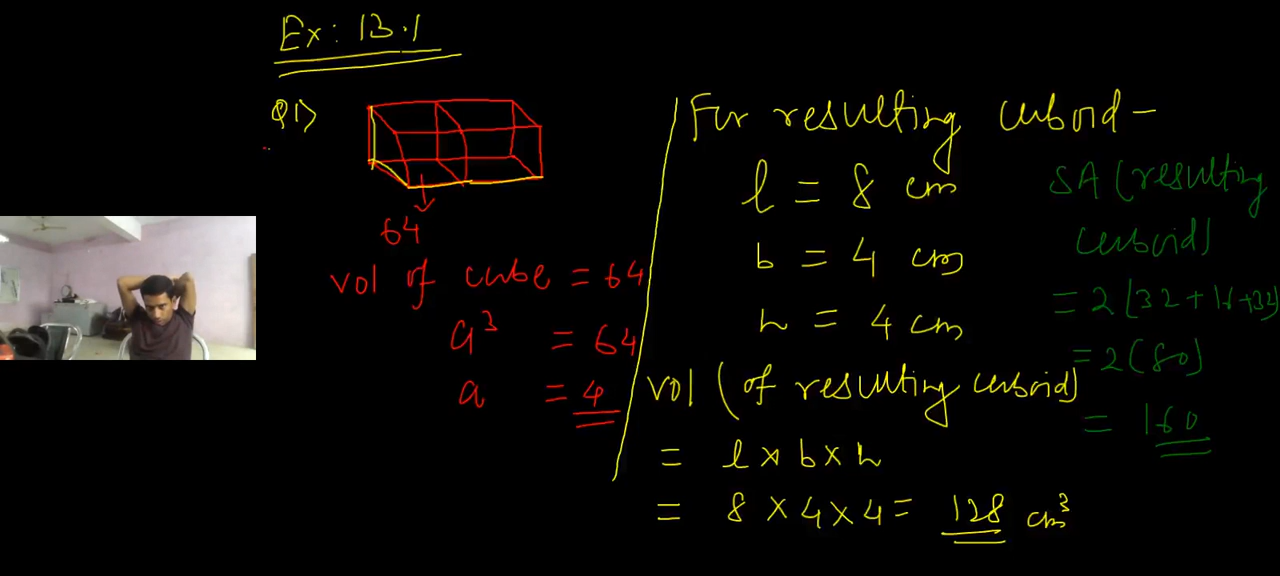 Ex: 13.1
Q1>
64
vol of cube = 64
a³ = 64
a = 4
For resulting cuboid -
l = 8 cm
b = 4 cm
h = 4 cm
vol (of resulting cuboid)
= l x b x h
= 8 x 4 x 4 = 128 cm³
SA (resulting
cuboid)
= 2 (32 + 16 + 32)
= 2 (80)
= 160